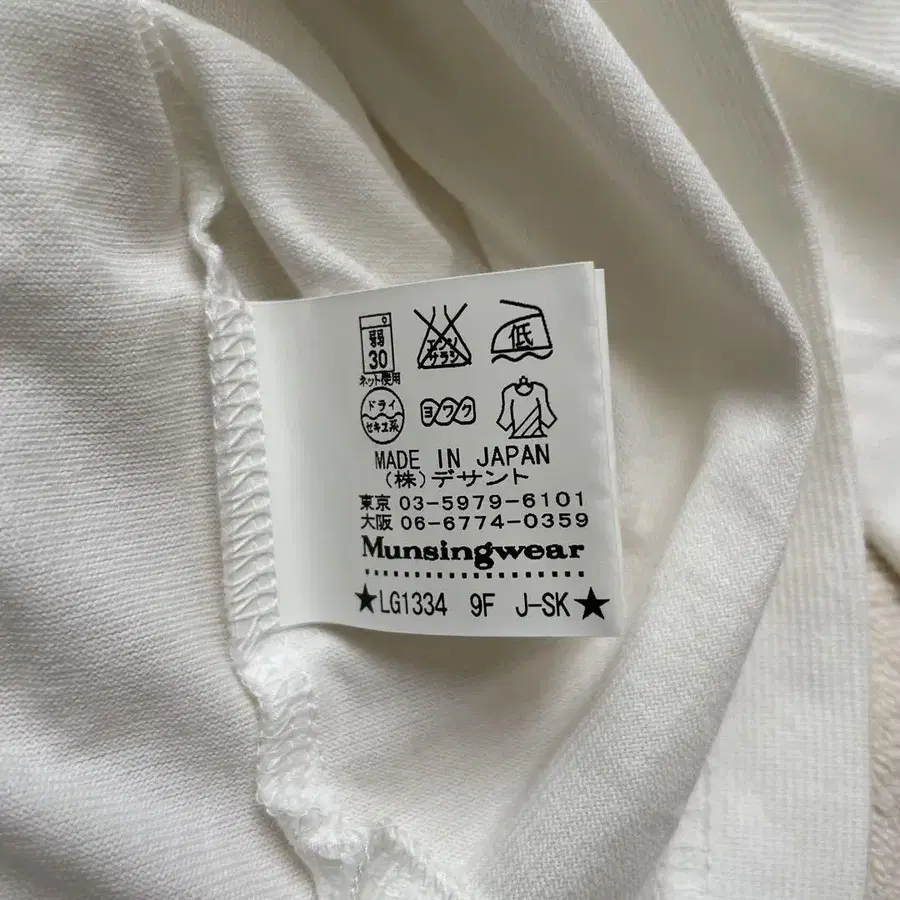 弱
30
ネット使用
エンソ
サラシ
低
ドライ
セキユ系
ヨワク
MADE IN JAPAN
(株)デサント
東京 03-5979-6101
大阪 06-6774-0359
Munsingwear
★LG1334 9F J-SK★